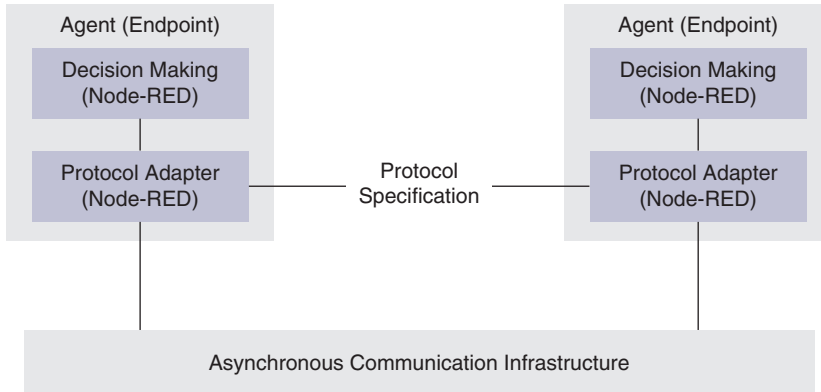 Agent (Endpoint)
Decision Making
(Node-RED)
Protocol Adapter
(Node-RED)
Protocol
Specification
Agent (Endpoint)
Decision Making
(Node-RED)
Protocol Adapter
(Node-RED)
Asynchronous Communication Infrastructure